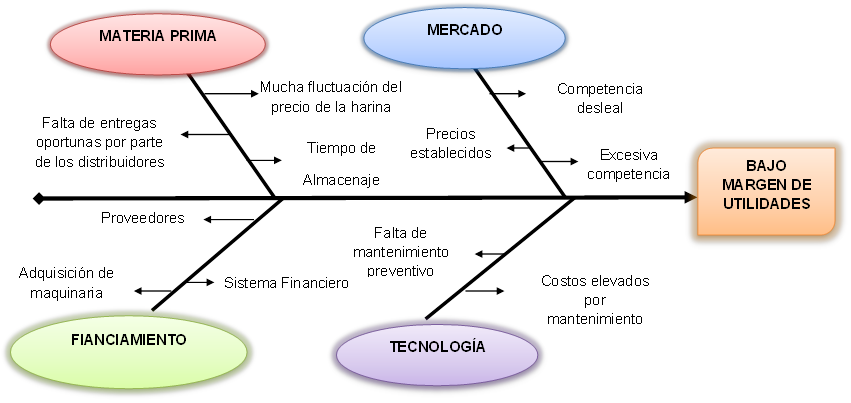 MATERIA PRIMA
MERCADO
Mucha fluctuación del
precio de la harina
Falta de entregas
oportunas por parte
de los distribuidores
Tiempo de
Almacenaje
Competencia
desleal
Precios
establecidos
Excesiva
competencia
BAJO
MARGEN DE
UTILIDADES
Proveedores
Adquisición de
maquinaria
Sistema Financiero
Falta de
mantenimiento
preventivo
Costos elevados
por
mantenimiento
FIANCIAMIENTO
TECNOLOGÍA